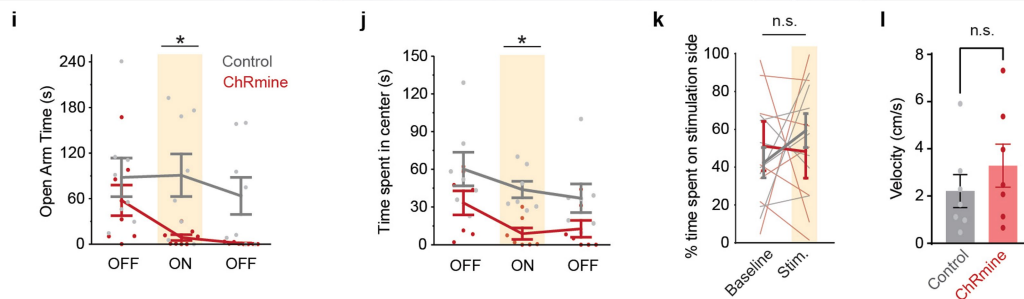 i
*
Control
ChRmine
Open Arm Time (s)
240
180
120
60
0
OFF ON OFF
j
*
Time spent in center (s)
150
120
90
60
30
0
OFF ON OFF
k
n.s.
% time spent on stimulation side
100
80
60
40
20
0
Baseline
Stim.
l
n.s.
Velocity (cm/s)
8
6
4
2
0
Control
ChRmine